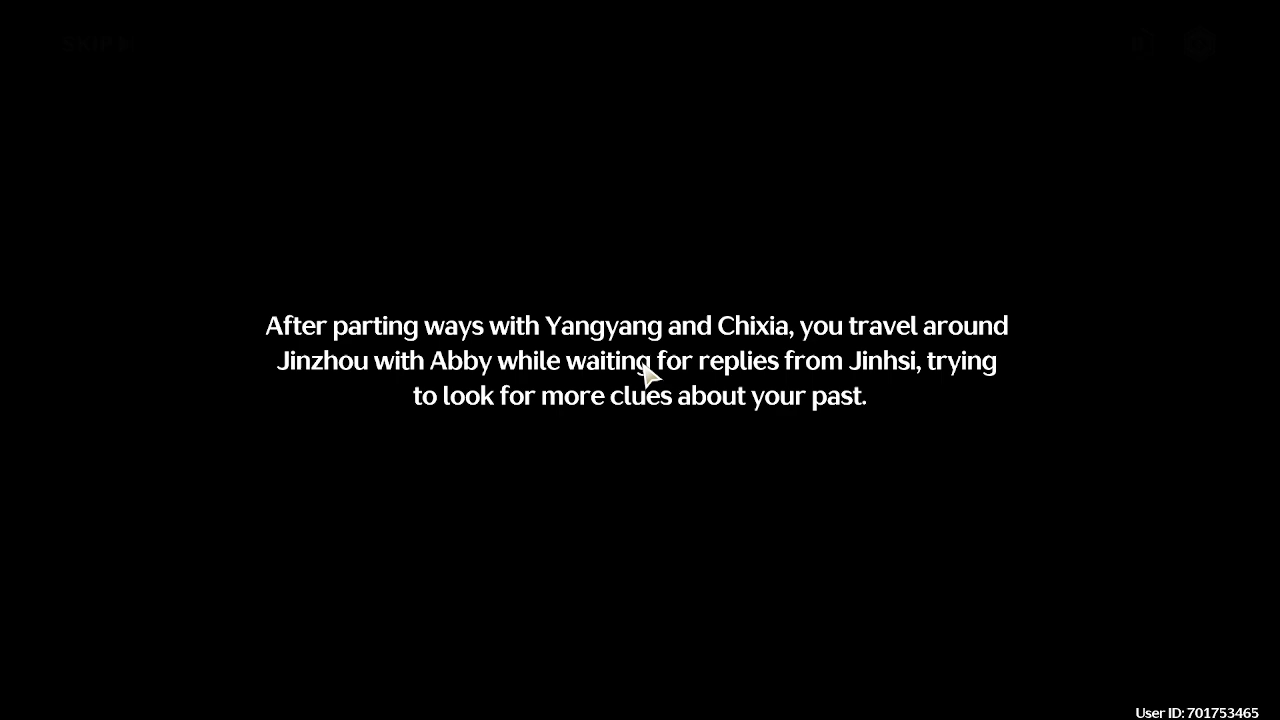 SKIP
After parting ways with Yangyang and Chixia, you travel around
Jinzhou with Abby while waiting for replies from Jinhsi, trying
to look for more clues about your past.
User ID: 701753465